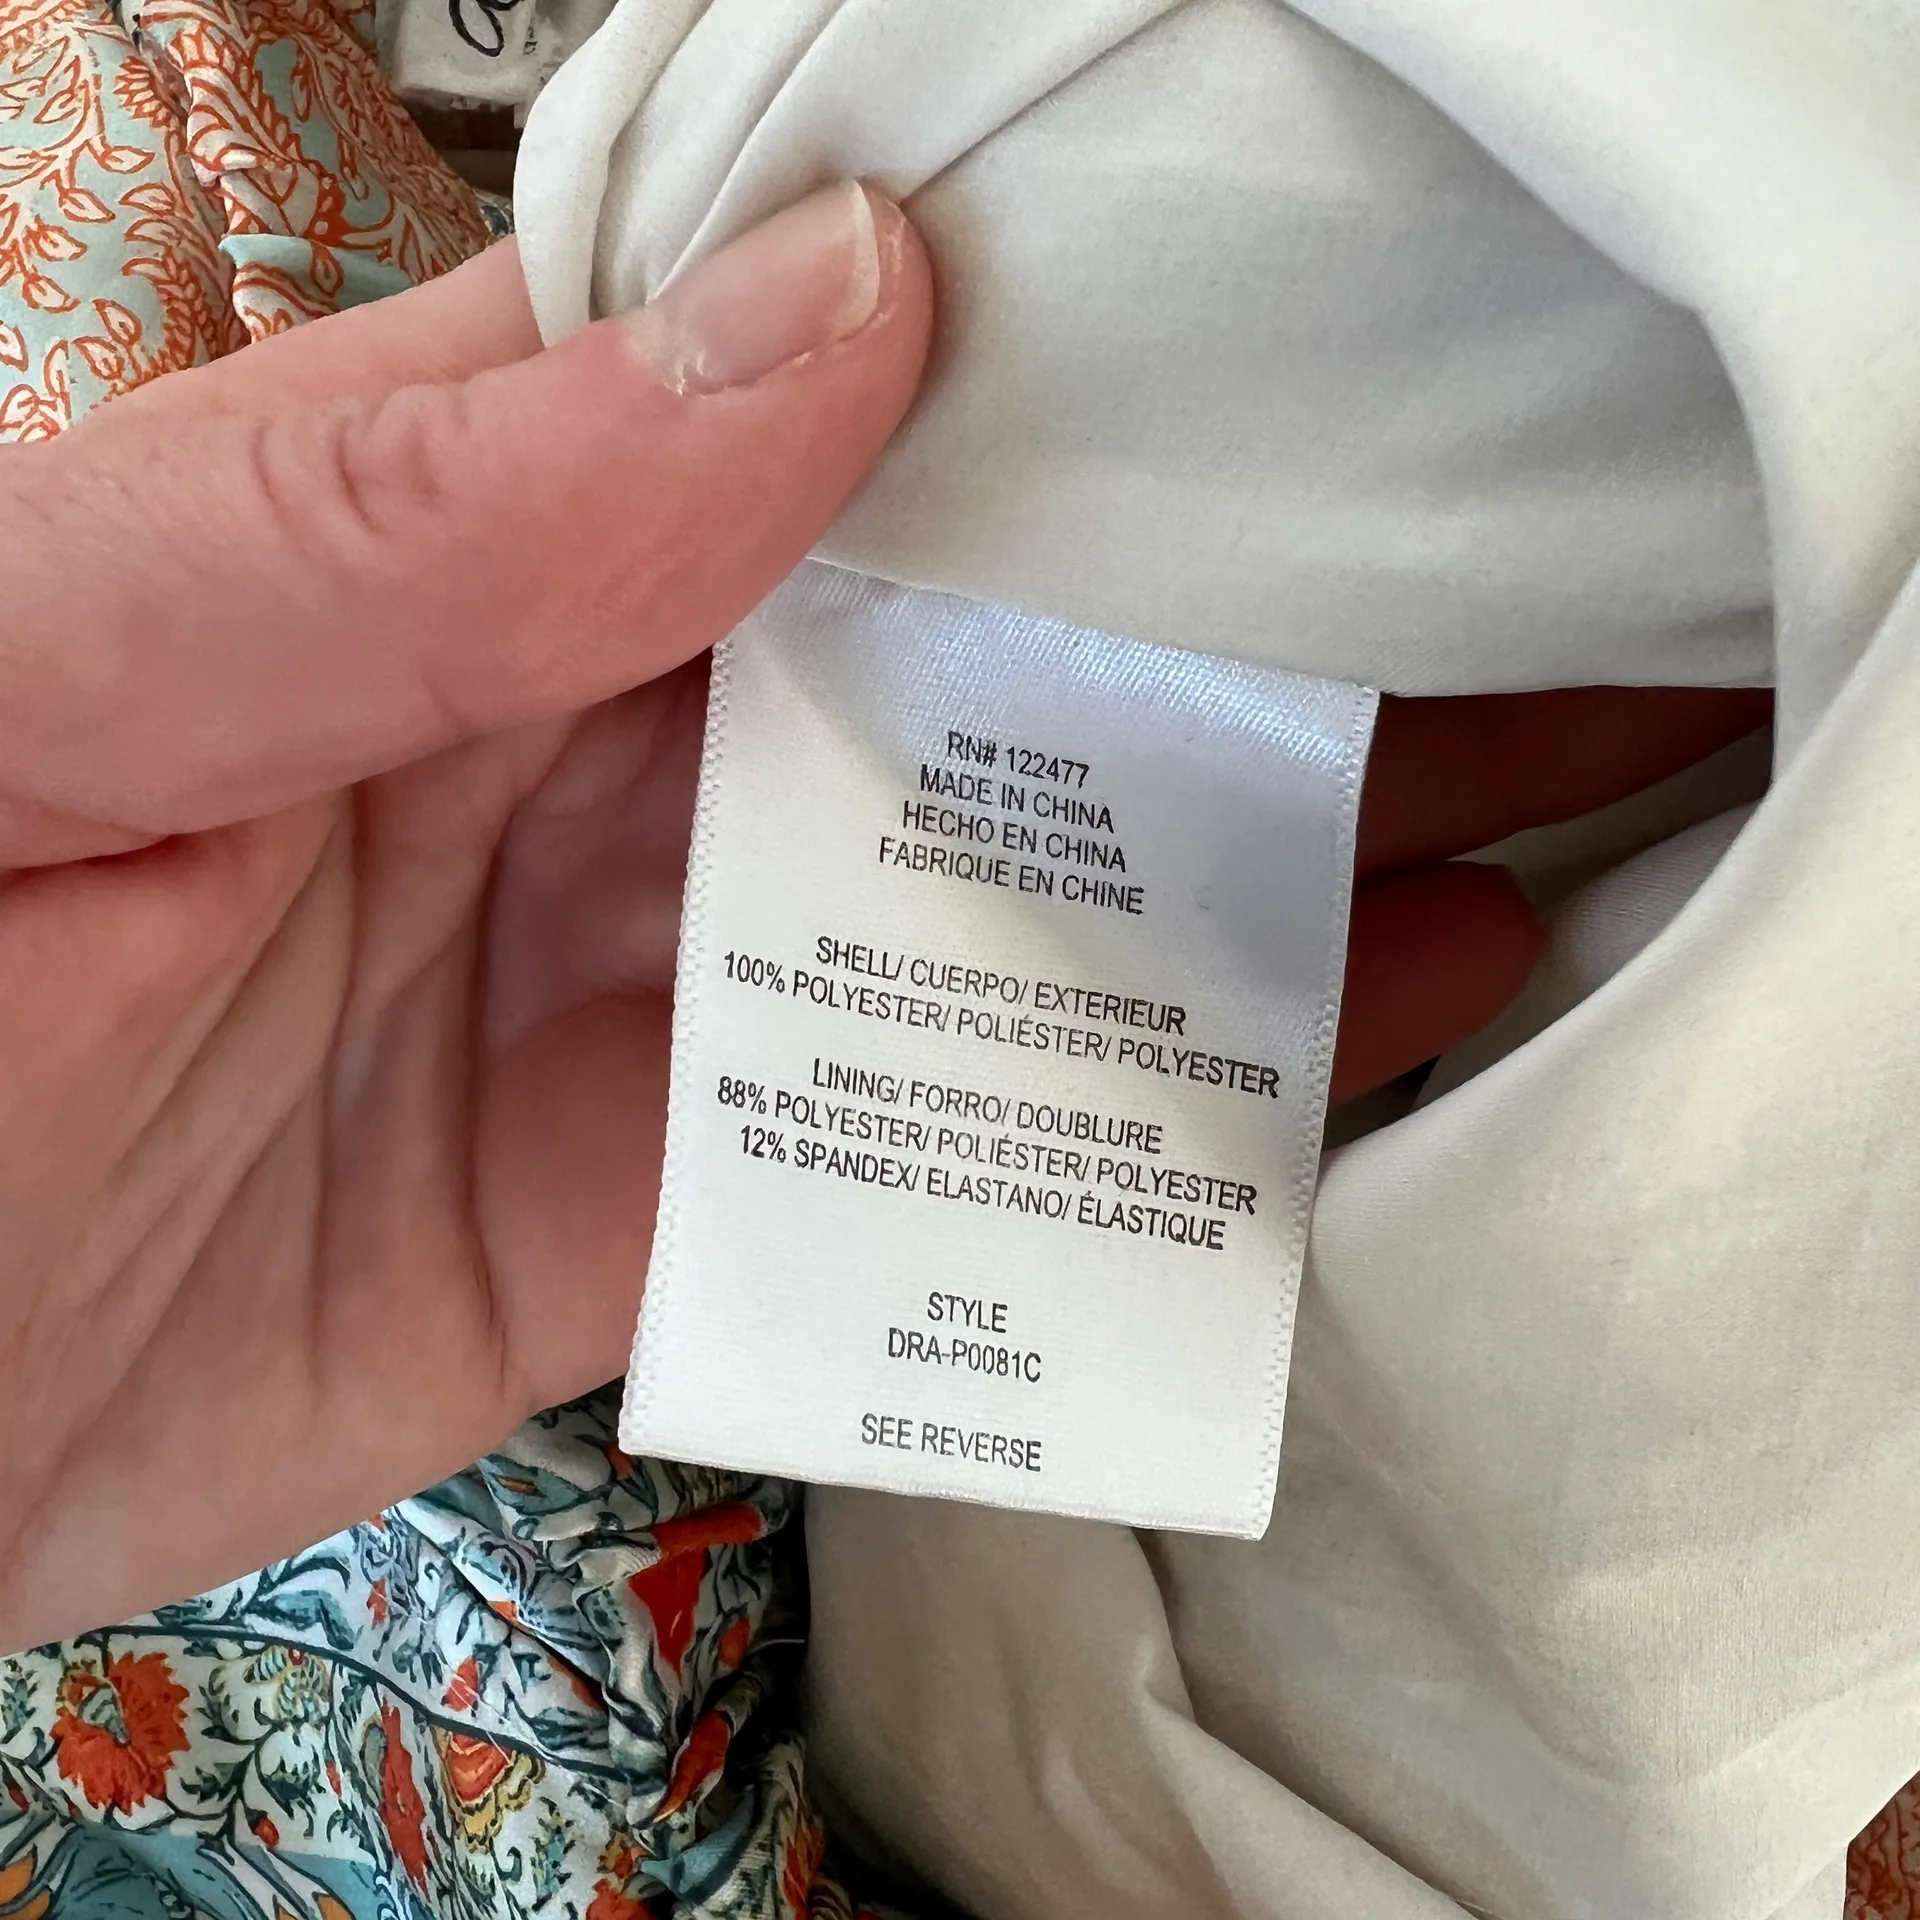 RN# 122477
MADE IN CHINA
HECHO EN CHINA
FABRIQUE EN CHINE
SHELL/ CUERPO/ EXTERIEUR
100% POLYESTER/ POLIÉSTER/ POLYESTER
LINING/ FORRO/ DOUBLURE
88% POLYESTER/ POLIÉSTER/ POLYESTER
12% SPANDEX/ ELASTANO/ ÉLASTIQUE
STYLE
DRA-P0081C
SEE REVERSE